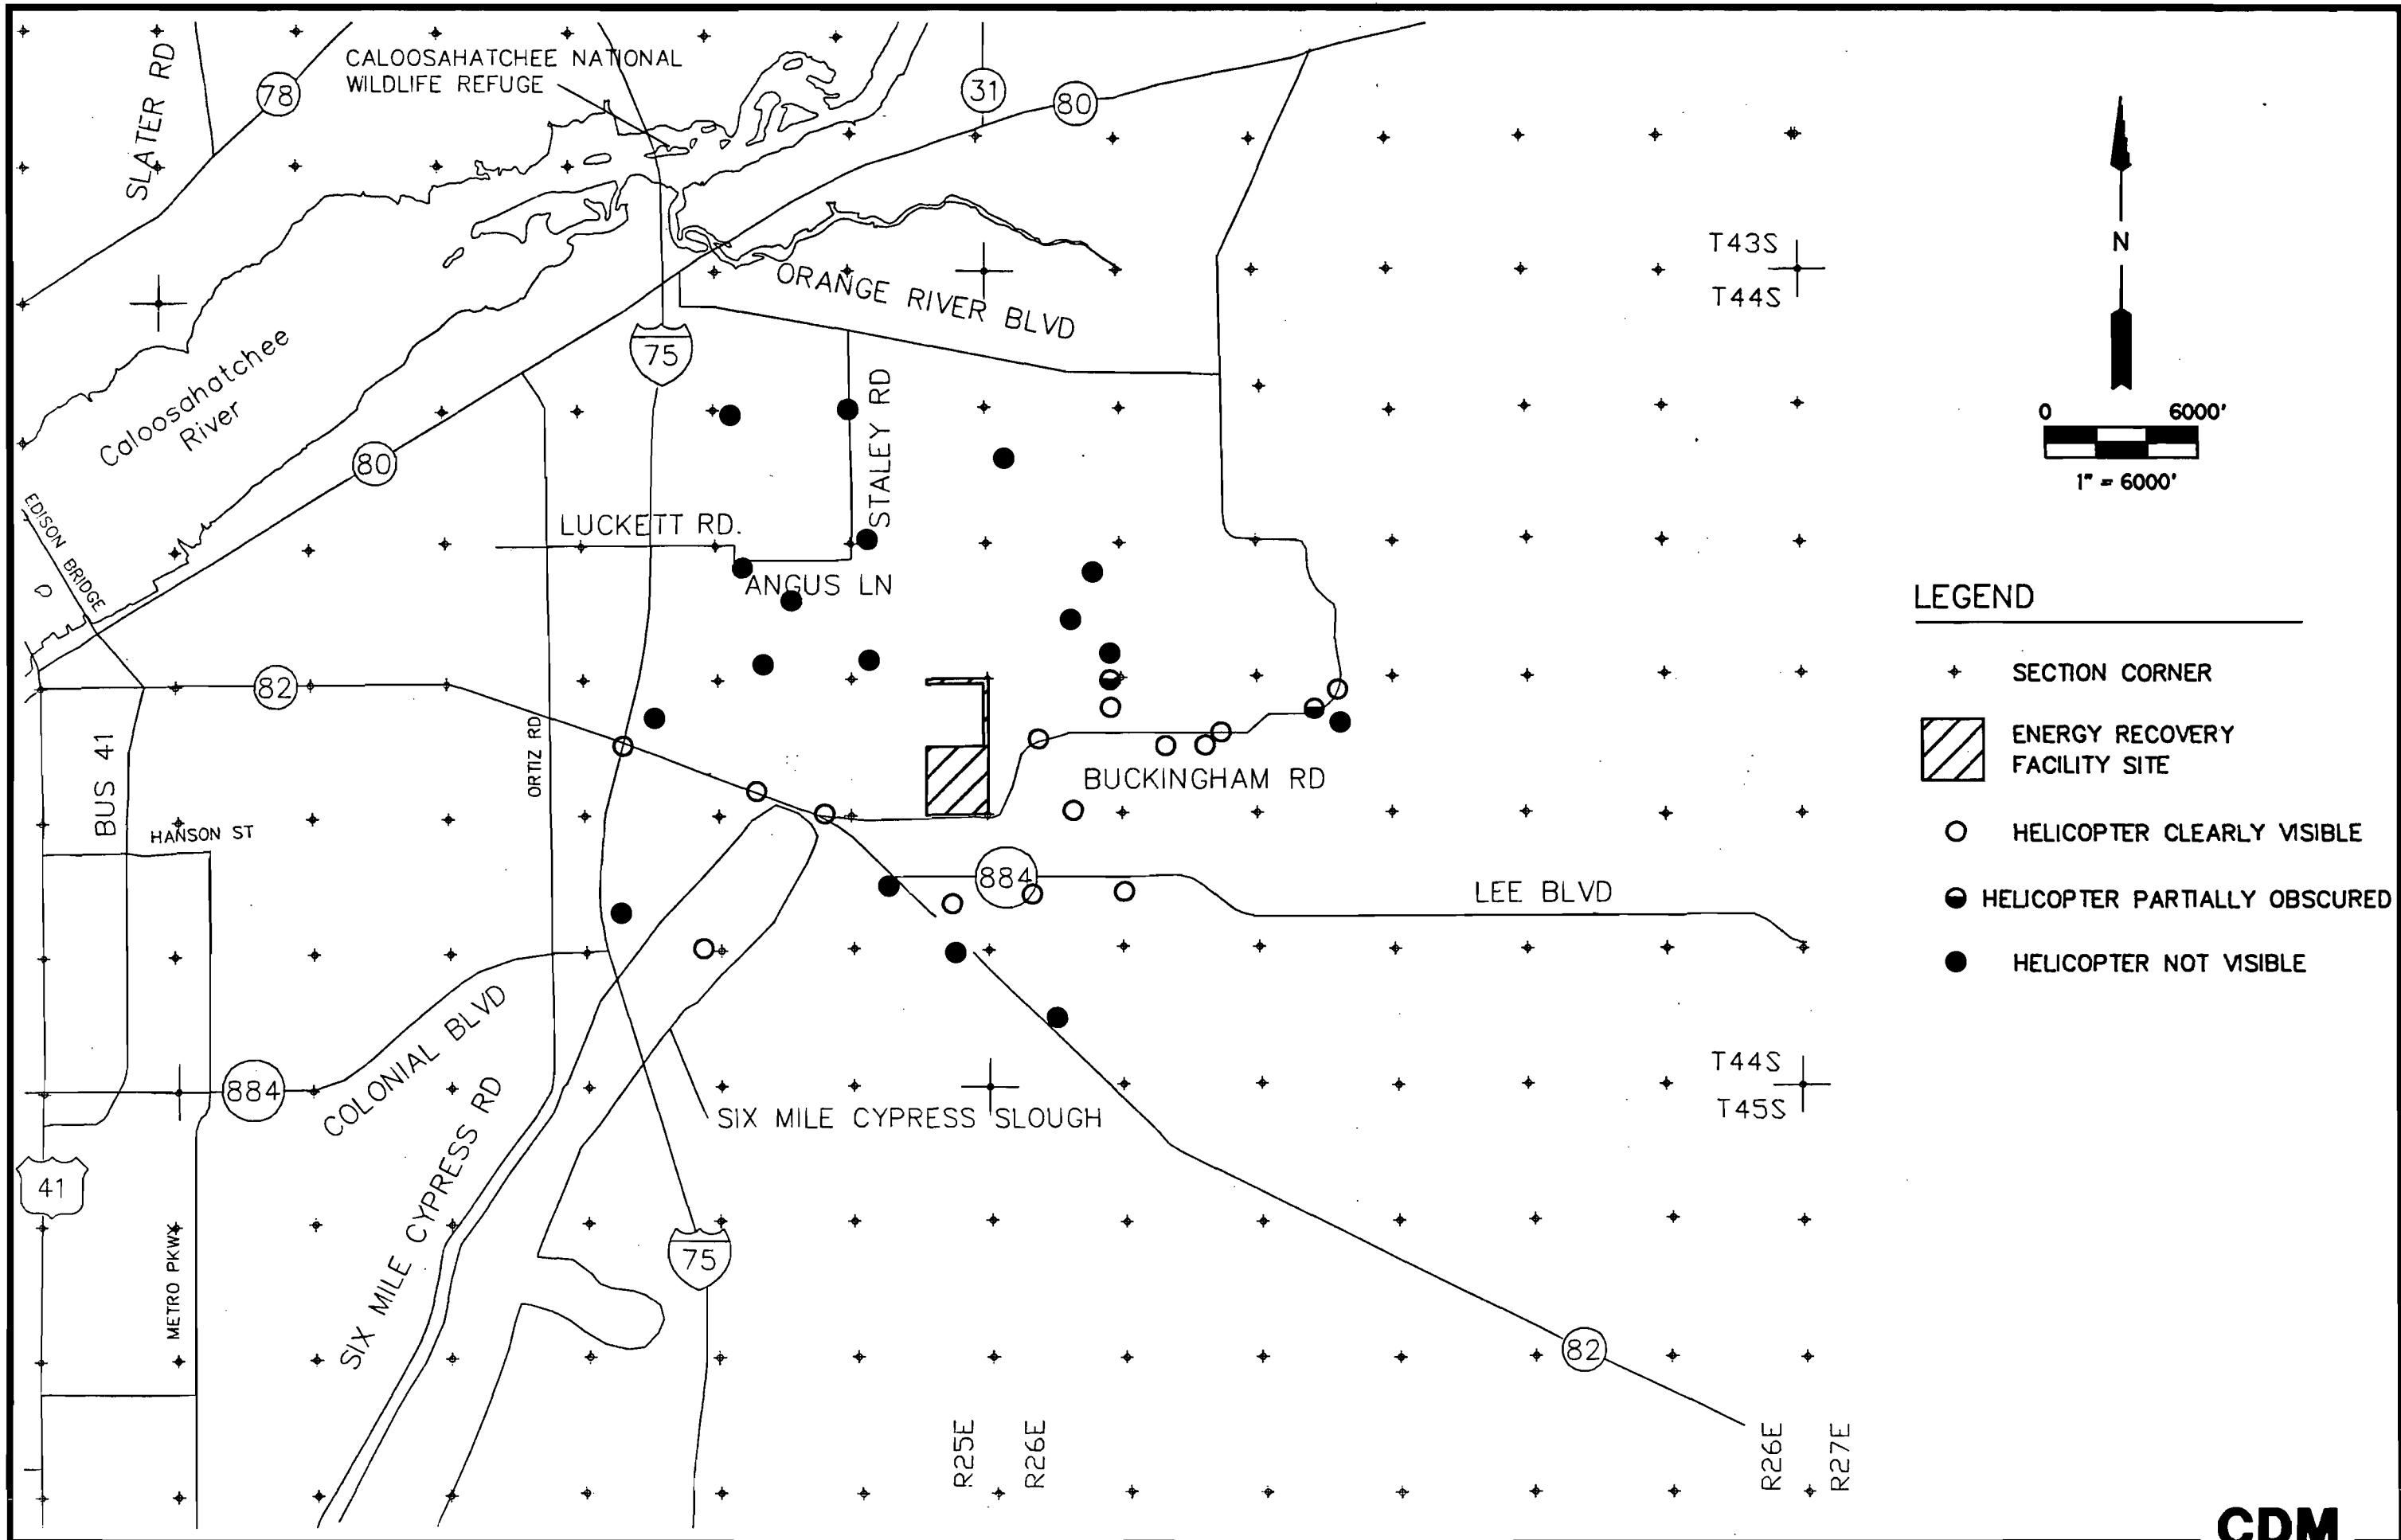 SLATER RD
78
CALOOSAHATCHEE NATIONAL
WILDLIFE REFUGE
31
80
N
T43S
T44S
ORANGE RIVER BLVD
75
Caloosahatchee
River
80
STALEY RD
0 6000'
1" = 6000'
EDISON BRIDGE
LUCKETT RD.
ANGUS LN
LEGEND
SECTION CORNER
ENERGY RECOVERY
FACILITY SITE
HELICOPTER CLEARLY VISIBLE
HELICOPTER PARTIALLY OBSCURED
HELICOPTER NOT VISIBLE
82
BUS 41
ORTIZ RD
HANSON ST
BUCKINGHAM RD
884
LEE BLVD
884
COLONIAL BLVD
SIX MILE CYPRESS RD
SIX MILE CYPRESS SLOUGH
T44S
T45S
41
METRO PKWY
75
82
R25E
R26E
R26E
R27E
CDM